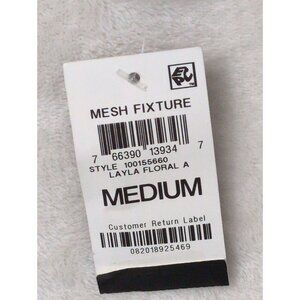 MESH FIXTURE
7 66390 13934 7
STYLE 100155660
LAYLA FLORAL A
MEDIUM
Customer Return Label
082018925469